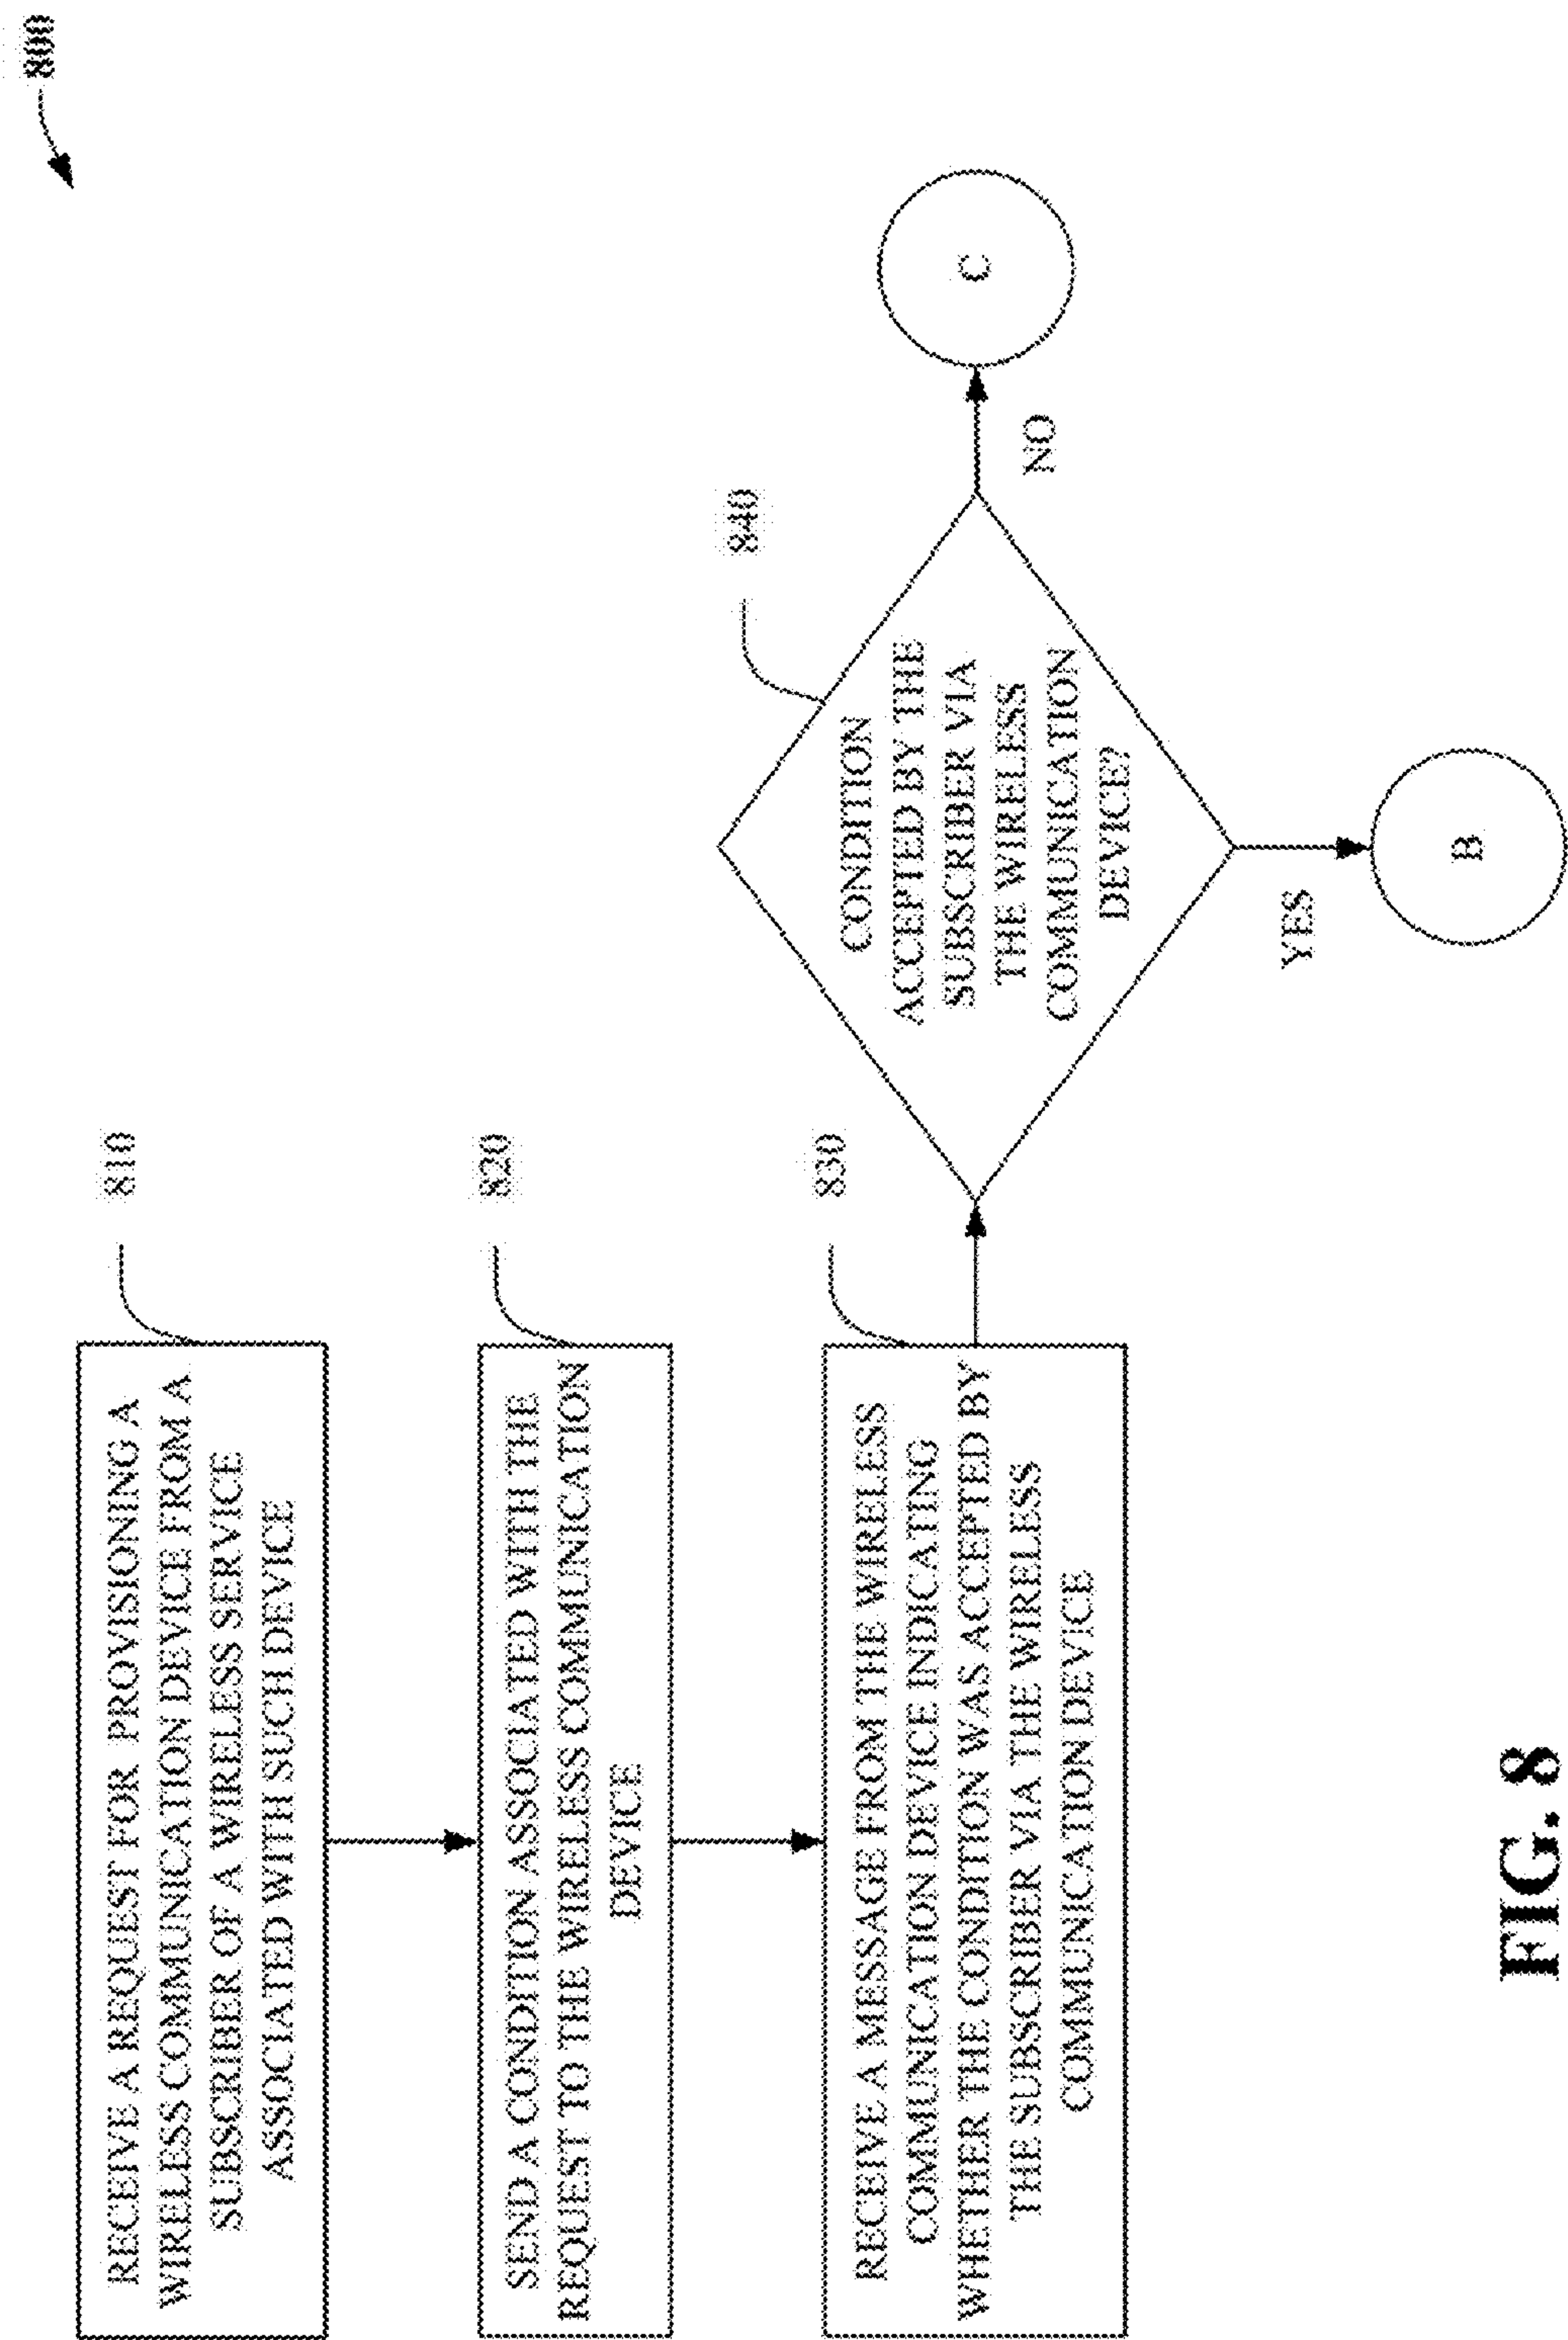 800
810
RECEIVE A REQUEST FOR PROVISIONING A
WIRELESS COMMUNICATION DEVICE FROM A
SUBSCRIBER OF A WIRELESS SERVICE
ASSOCIATED WITH SUCH DEVICE
820
SEND A CONDITION ASSOCIATED WITH THE
REQUEST TO THE WIRELESS COMMUNICATION
DEVICE
830
RECEIVE A MESSAGE FROM THE WIRELESS
COMMUNICATION DEVICE INDICATING
WHETHER THE CONDITION WAS ACCEPTED BY
THE SUBSCRIBER VIA THE WIRELESS
COMMUNICATION DEVICE
840
CONDITION
ACCEPTED BY THE
SUBSCRIBER VIA
THE WIRELESS
COMMUNICATION
DEVICE?
NO
C
YES
B
FIG. 8